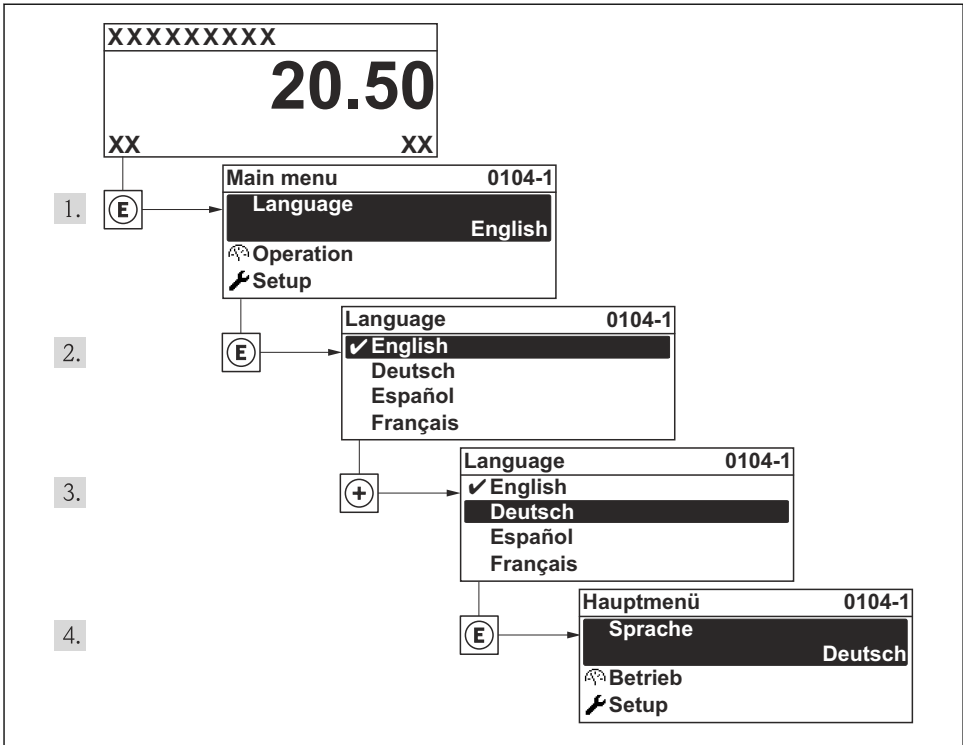 XXXXXXXXX
20.50
XX XX
1. E
Main menu 0104-1
Language
English
Operation
Setup
2. E
Language 0104-1
✔English
Deutsch
Español
Français
3. +
Language 0104-1
✔English
Deutsch
Español
Français
4. E
Hauptmenü 0104-1
Sprache
Deutsch
Betrieb
Setup